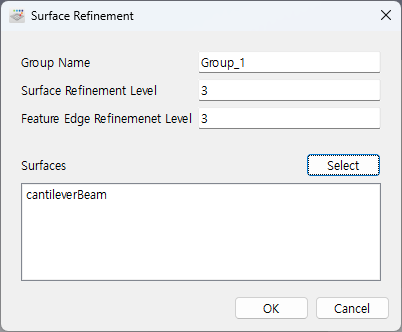 Surface Refinement
Group Name Group_1
Surface Refinement Level 3
Feature Edge Refinemenet Level 3
Surfaces Select
cantileverBeam
OK Cancel